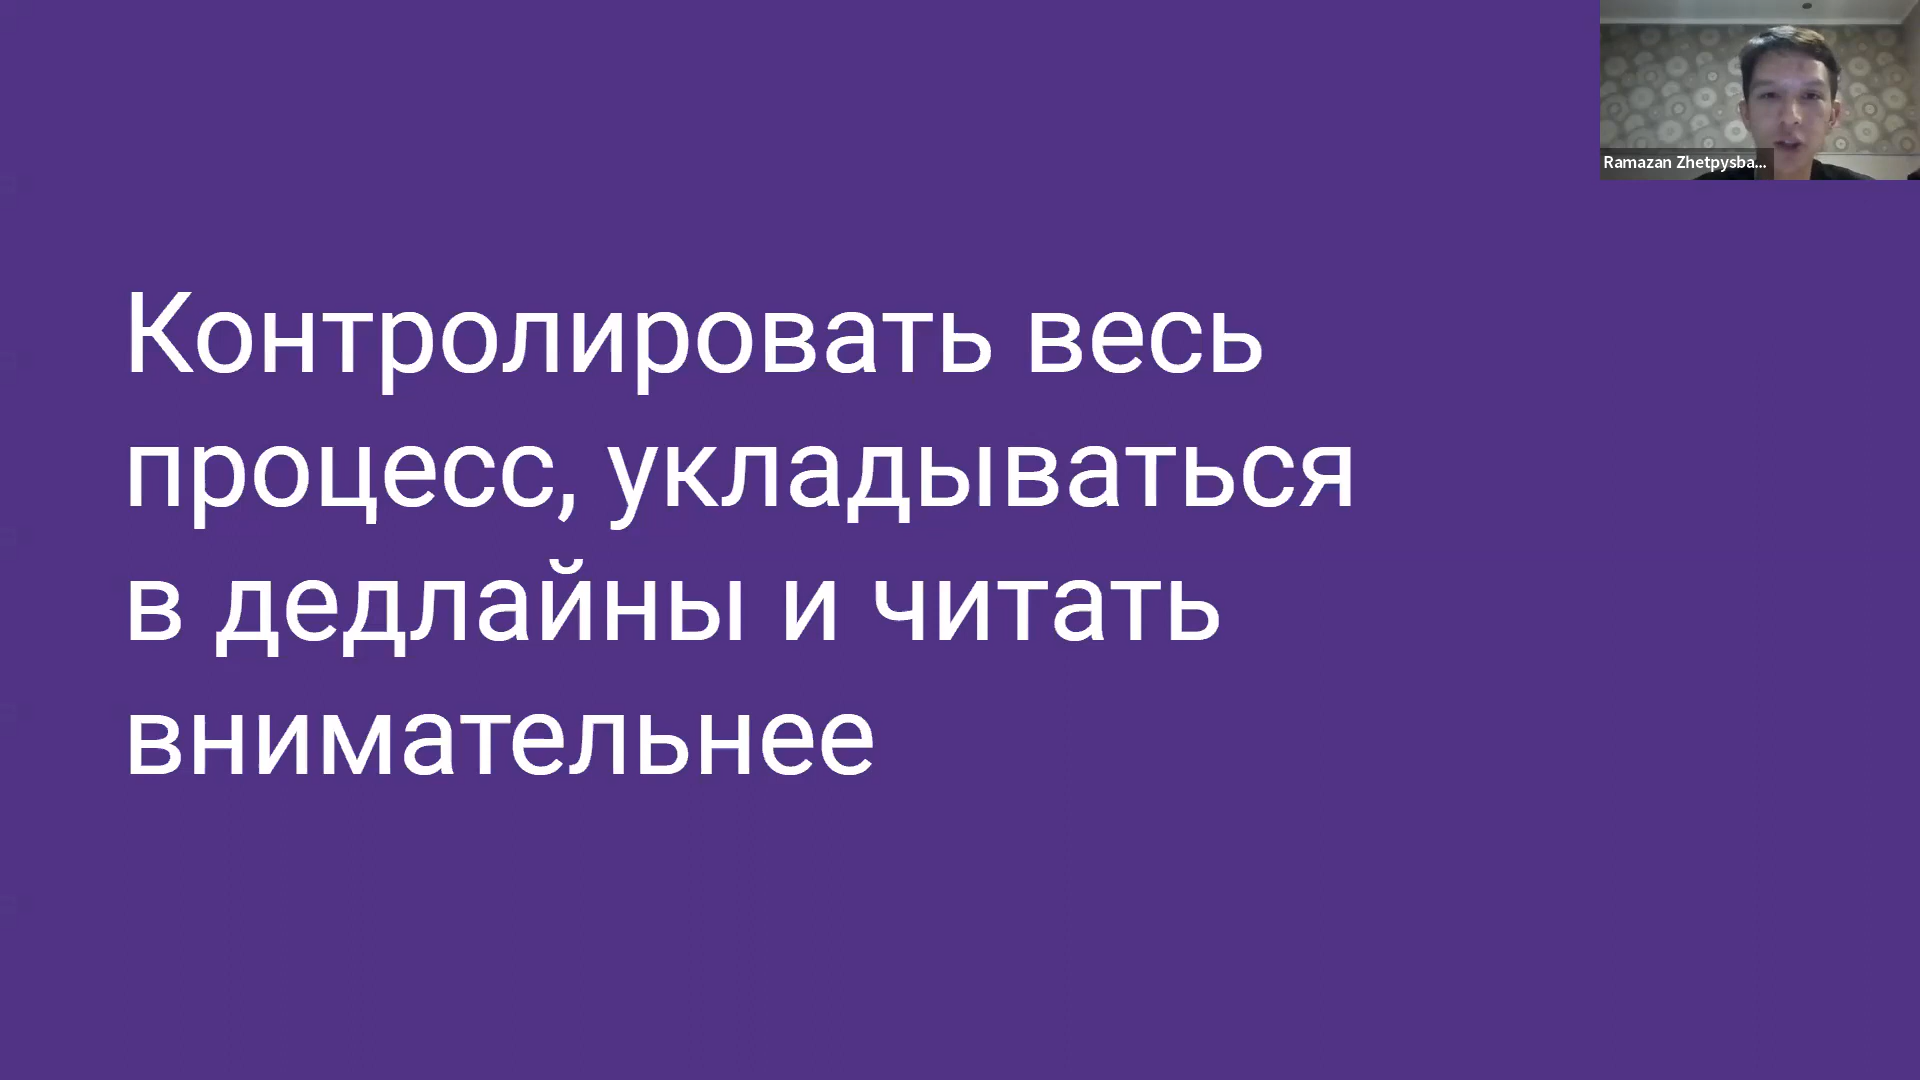 Ramazan Zhetpysba...
Контролировать весь
процесс, укладываться
в дедлайны и читать
внимательнее